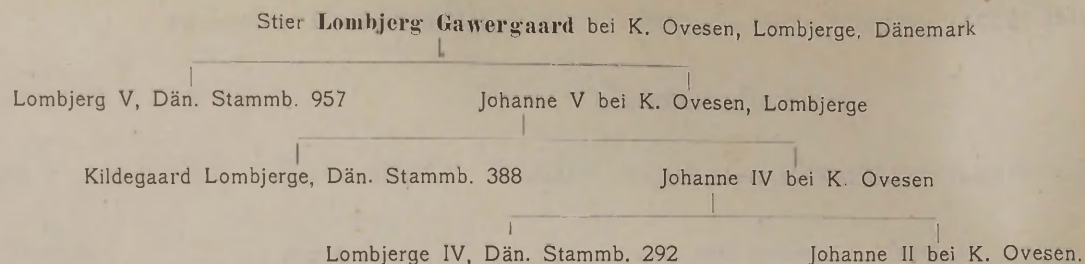 Stier Lombjerg Gawergaard bei K. Ovesen, Lombjerge, Dänemark
Lombjerg V, Dän. Stammb. 957 Johanne V bei K. Ovesen, Lombjerge
Kildegaard Lombjerge, Dän. Stammb. 388 Johanne IV bei K. Ovesen
Lombjerge IV, Dän. Stammb. 292 Johanne II bei K. Ovesen.